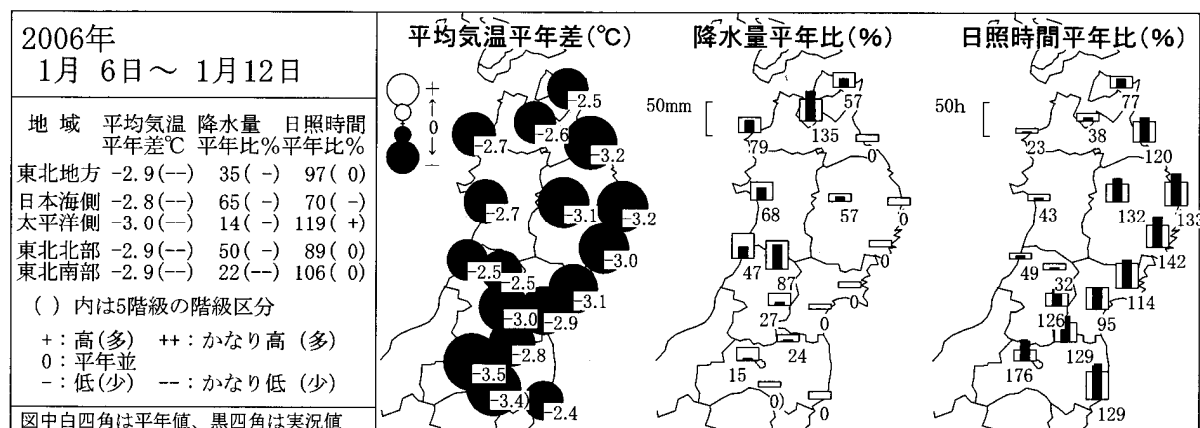 2006年
1月 6日～ 1月12日
地 域 平均気温 降水量 日照時間
平年差℃ 平年比% 平年比%
東北地方 -2.9(--) 35( -) 97( 0)
日本海側 -2.8(--) 65( -) 70( -)
太平洋側 -3.0(--) 14( -) 119( +)
東北北部 -2.9(--) 50( -) 89( 0)
東北南部 -2.9(--) 22(--) 106( 0)
( ) 内は5階級の階級区分
+：高(多) ++：かなり高 (多)
0：平年並
-：低(少) --：かなり低 (少)
図中白四角は平年値、黒四角は実況値
平均気温平年差(℃)
+
↑
0
↓
-
-2.5
-2.6
-2.7
-3.2
-2.7
-3.1
-3.2
-3.0
-2.5
-2.5
-3.1
-3.0
-2.9
-2.8
-3.5
-3.4)
-2.4
降水量平年比(%)
50mm
57
135
79
0
68
57
0
47
87
0
0
27
0
24
15
0)
0
日照時間平年比(%)
50h
77
38
23
120
43
132
133
142
49
32
114
126
95
129
176
129